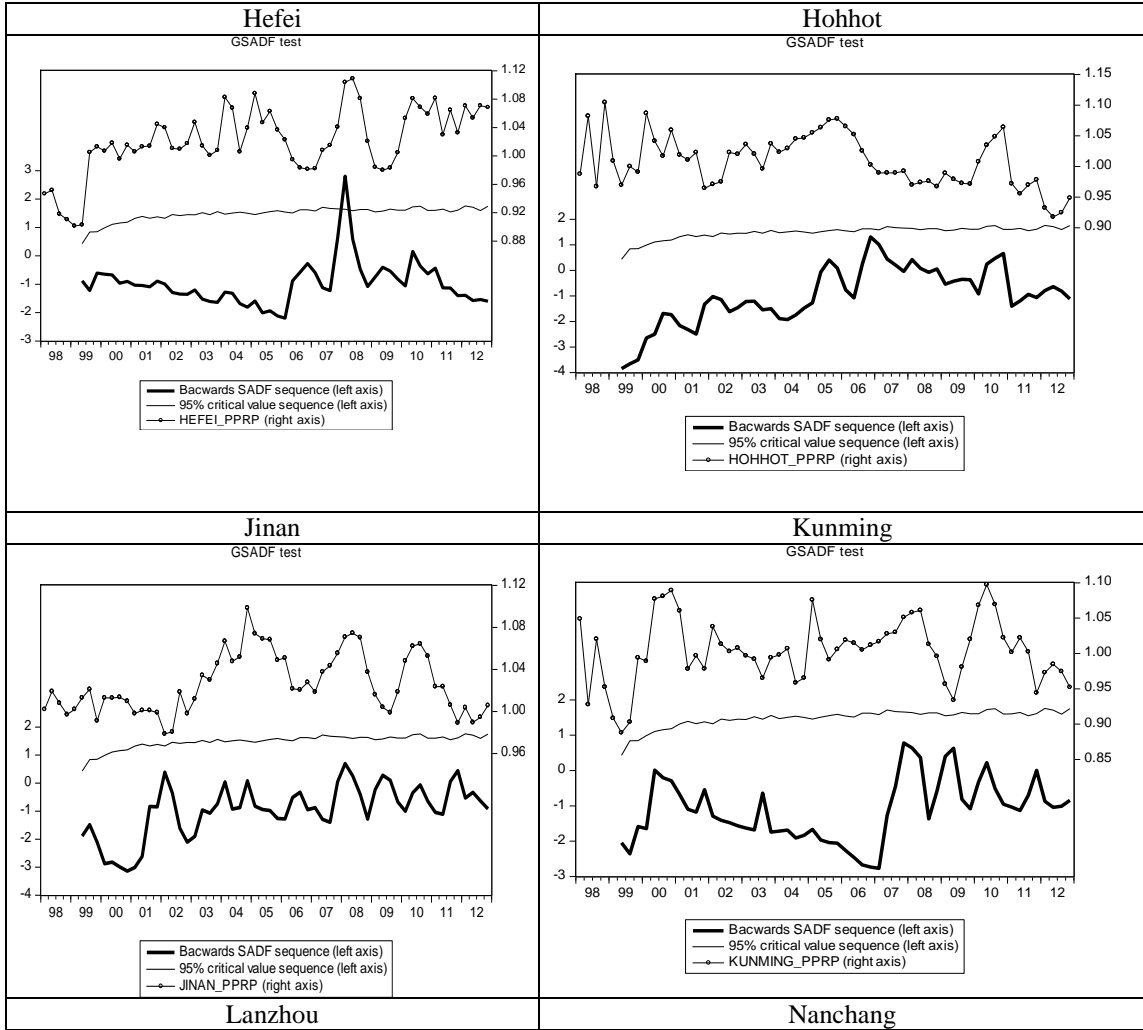 Hefei
GSADF test
1.12
1.08
1.04
1.00
0.96
0.92
0.88
3
2
1
0
-1
-2
-3
98 99 00 01 02 03 04 05 06 07 08 09 10 11 12
Bacwards SADF sequence (left axis)
95% critical value sequence (left axis)
HEFEI_PPRP (right axis)
Hohhot
GSADF test
1.15
1.10
1.05
1.00
0.95
0.90
2
1
0
-1
-2
-3
-4
98 99 00 01 02 03 04 05 06 07 08 09 10 11 12
Bacwards SADF sequence (left axis)
95% critical value sequence (left axis)
HOHHOT_PPRP (right axis)
Jinan
GSADF test
1.12
1.08
1.04
1.00
0.96
2
1
0
-1
-2
-3
-4
98 99 00 01 02 03 04 05 06 07 08 09 10 11 12
Bacwards SADF sequence (left axis)
95% critical value sequence (left axis)
JINAN_PPRP (right axis)
Kunming
GSADF test
1.10
1.05
1.00
0.95
0.90
0.85
2
1
0
-1
-2
-3
98 99 00 01 02 03 04 05 06 07 08 09 10 11 12
Bacwards SADF sequence (left axis)
95% critical value sequence (left axis)
KUNMING_PPRP (right axis)
Lanzhou
Nanchang